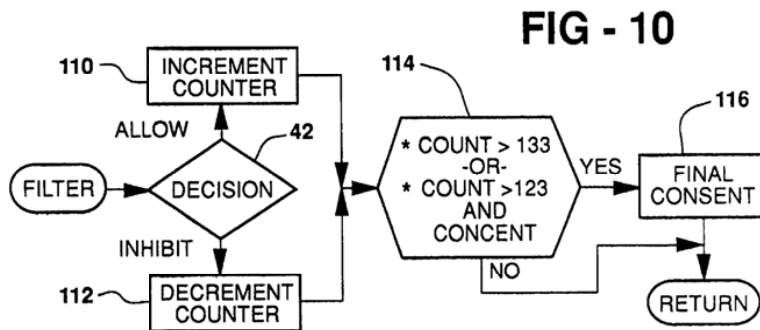 FIG - 10
110
INCREMENT
COUNTER
ALLOW
42
FILTER
DECISION
INHIBIT
112
DECREMENT
COUNTER
114
* COUNT > 133
-OR-
* COUNT >123
AND
CONCENT
YES
NO
116
FINAL
CONSENT
RETURN